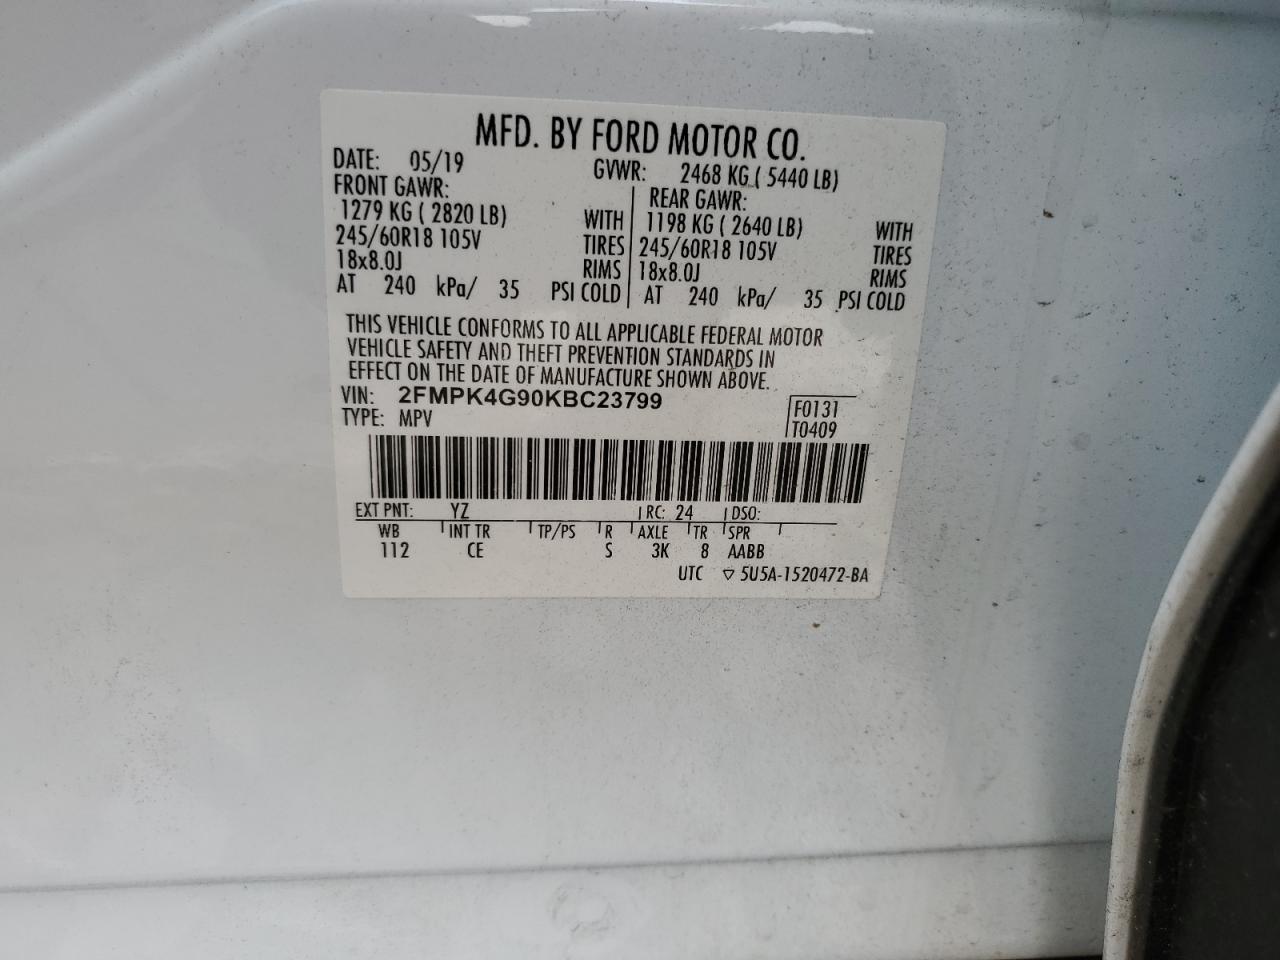 MFD. BY FORD MOTOR CO.
DATE: 05/19 GVWR: 2468 KG ( 5440 LB)
FRONT GAWR: REAR GAWR:
1279 KG ( 2820 LB) WITH 1198 KG ( 2640 LB) WITH
245/60R18 105V TIRES 245/60R18 105V TIRES
18x8.0J RIMS 18x8.0J RIMS
AT 240 kPa/ 35 PSI COLD AT 240 kPa/ 35 PSI COLD
THIS VEHICLE CONFORMS TO ALL APPLICABLE FEDERAL MOTOR
VEHICLE SAFETY AND THEFT PREVENTION STANDARDS IN
EFFECT ON THE DATE OF MANUFACTURE SHOWN ABOVE.
VIN: 2FMPK4G90KBC23799 F0131
TYPE: MPV T0409
EXT PNT: YZ RC: 24 DSO:
WB INT TR TP/PS R AXLE TR SPR
112 CE S 3K 8 AABB
UTC ▽ 5U5A-1520472-BA